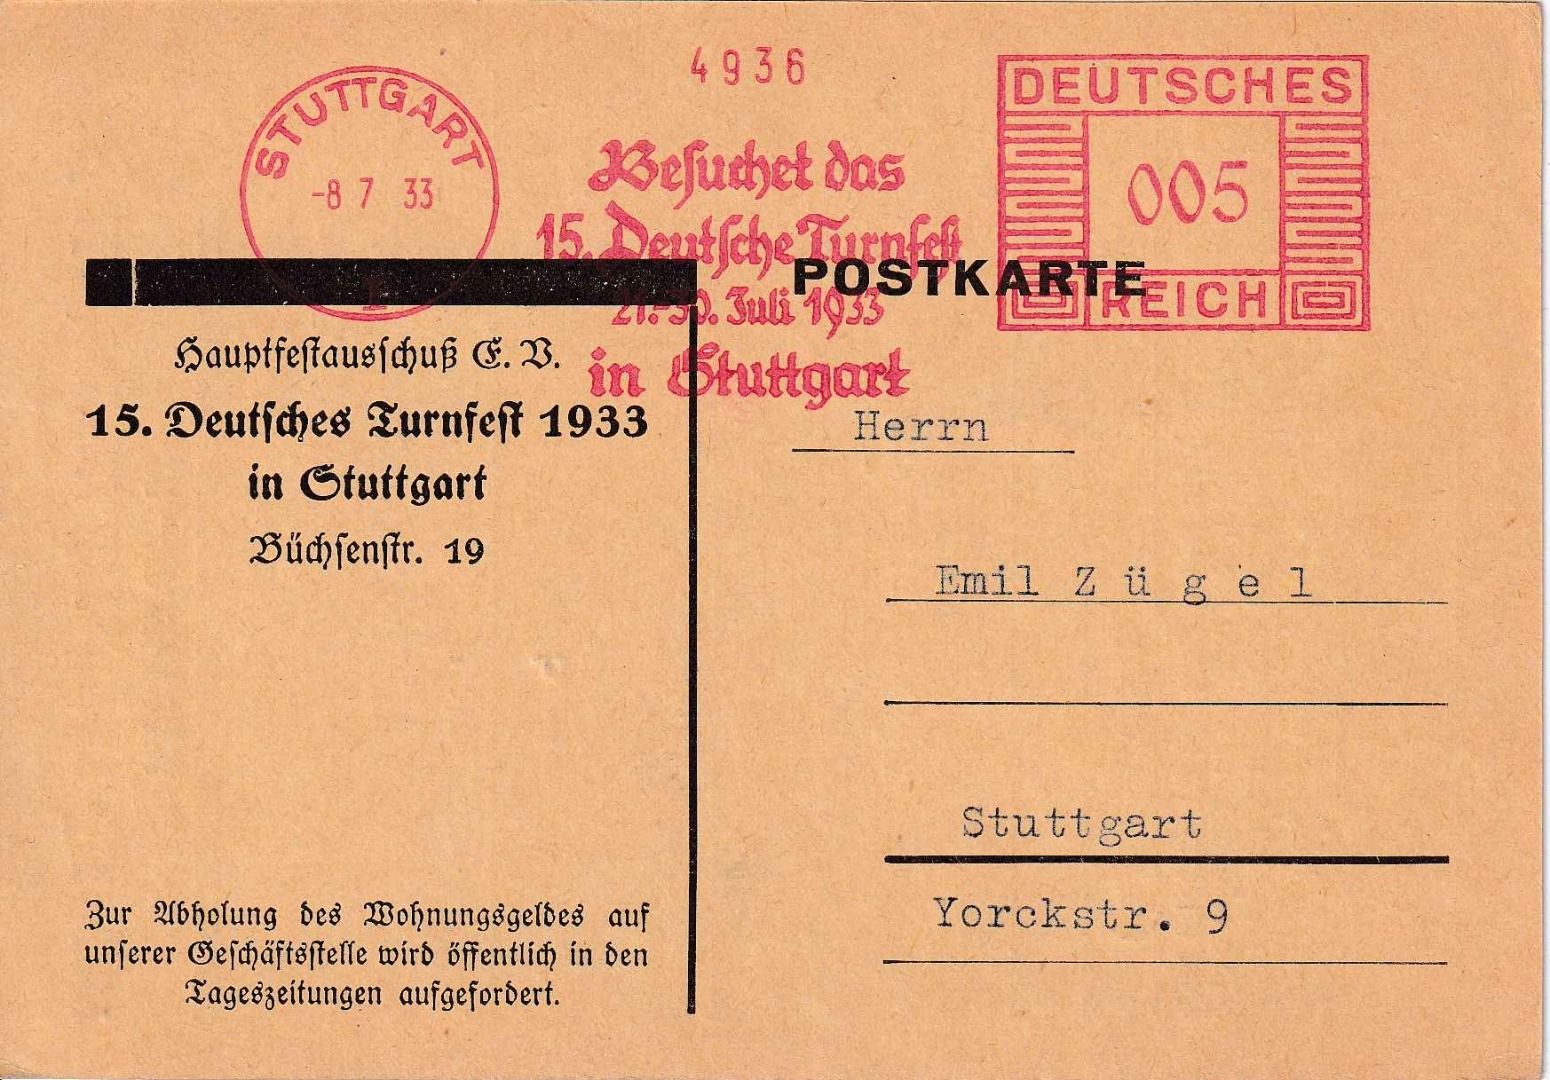 4936
STUTTGART
-8 7 33
1
Besuchet das
15. Deutsche Turnfest
21.-30. Juli 1933
in Stuttgart
DEUTSCHES
005
REICH
POSTKARTE
Hauptfestausschuß E. V.
15. Deutsches Turnfest 1933
in Stuttgart
Büchsenstr. 19
Herrn
Emil Z ü g e l
Stuttgart
Yorckstr. 9
Zur Abholung des Wohnungsgeldes auf
unserer Geschäftsstelle wird öffentlich in den
Tageszeitungen aufgefordert.